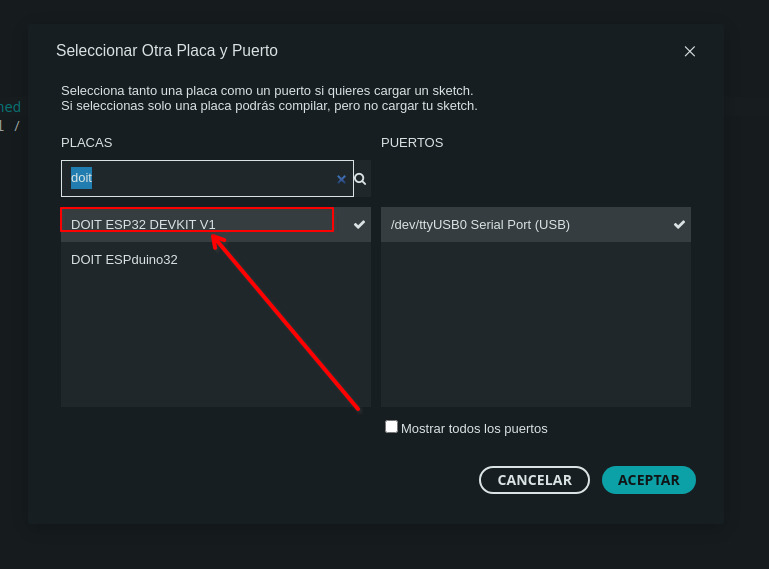 Seleccionar Otra Placa y Puerto
Selecciona tanto una placa como un puerto si quieres cargar un sketch.
Si seleccionas solo una placa podrás compilar, pero no cargar tu sketch.
PLACAS
PUERTOS
doit
DOIT ESP32 DEVKIT V1
/dev/ttyUSB0 Serial Port (USB)
DOIT ESPduino32
Mostrar todos los puertos
CANCELAR
ACEPTAR